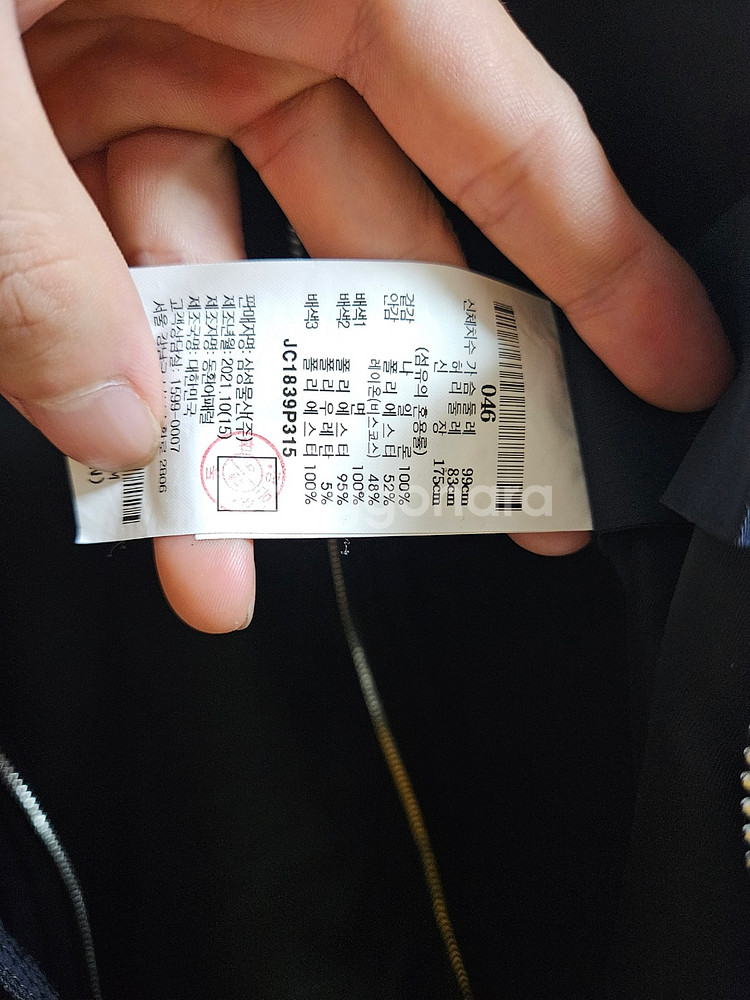 046
신체치수 가슴둘레 99cm
허리둘레 83cm
신장 175cm
(섬유의 혼용률)
겉감 나일론 100%
안감 폴리에스터 52%
레이온(비스코스) 48%
배색1 면 100%
배색2 폴리에스터 95%
폴리우레탄 5%
배색3 폴리에스터 100%
JC1839P315
판매자명: 삼성물산(주)
제조년월: 2021.10(15)
제조자명: 동화어패럴
제조국명: 대한민국
고객상담실: 1599-0007
서울 2806
gonara